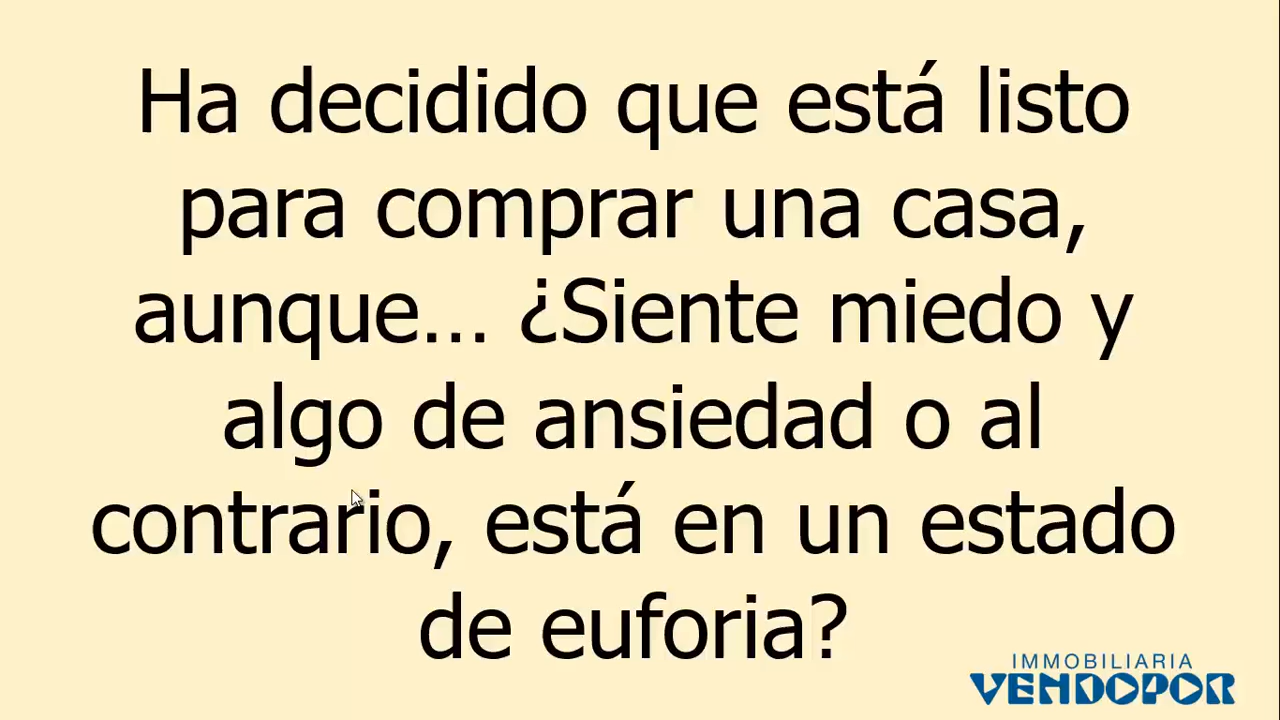 Ha decidido que está listo
para comprar una casa,
aunque... ¿Siente miedo y
algo de ansiedad o al
contrario, está en un estado
de euforia?
IMMOBILIARIA
VENDOPOR